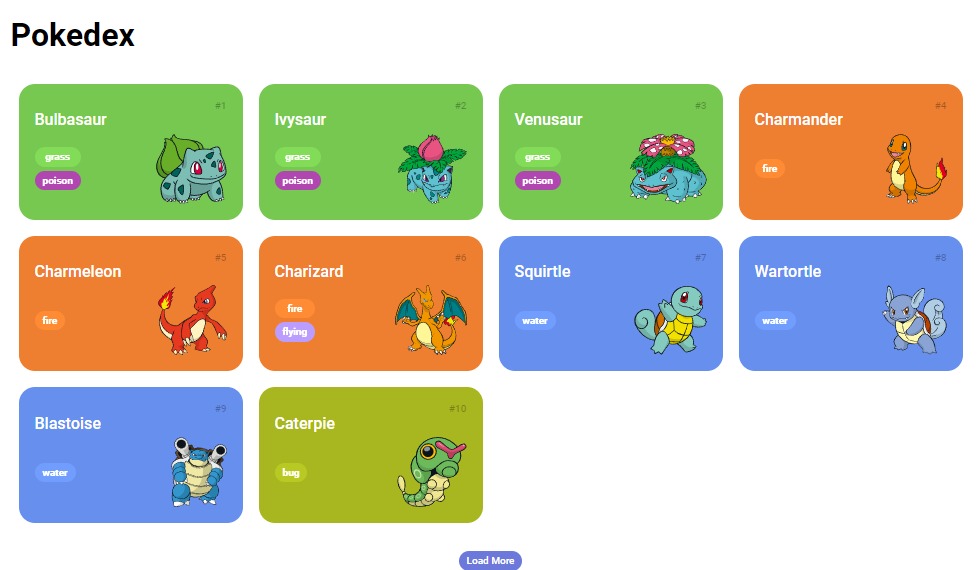 Pokedex
#1
Bulbasaur
grass
poison
#2
Ivysaur
grass
poison
#3
Venusaur
grass
poison
#4
Charmander
fire
#5
Charmeleon
fire
#6
Charizard
fire
flying
#7
Squirtle
water
#8
Wartortle
water
#9
Blastoise
water
#10
Caterpie
bug
Load More